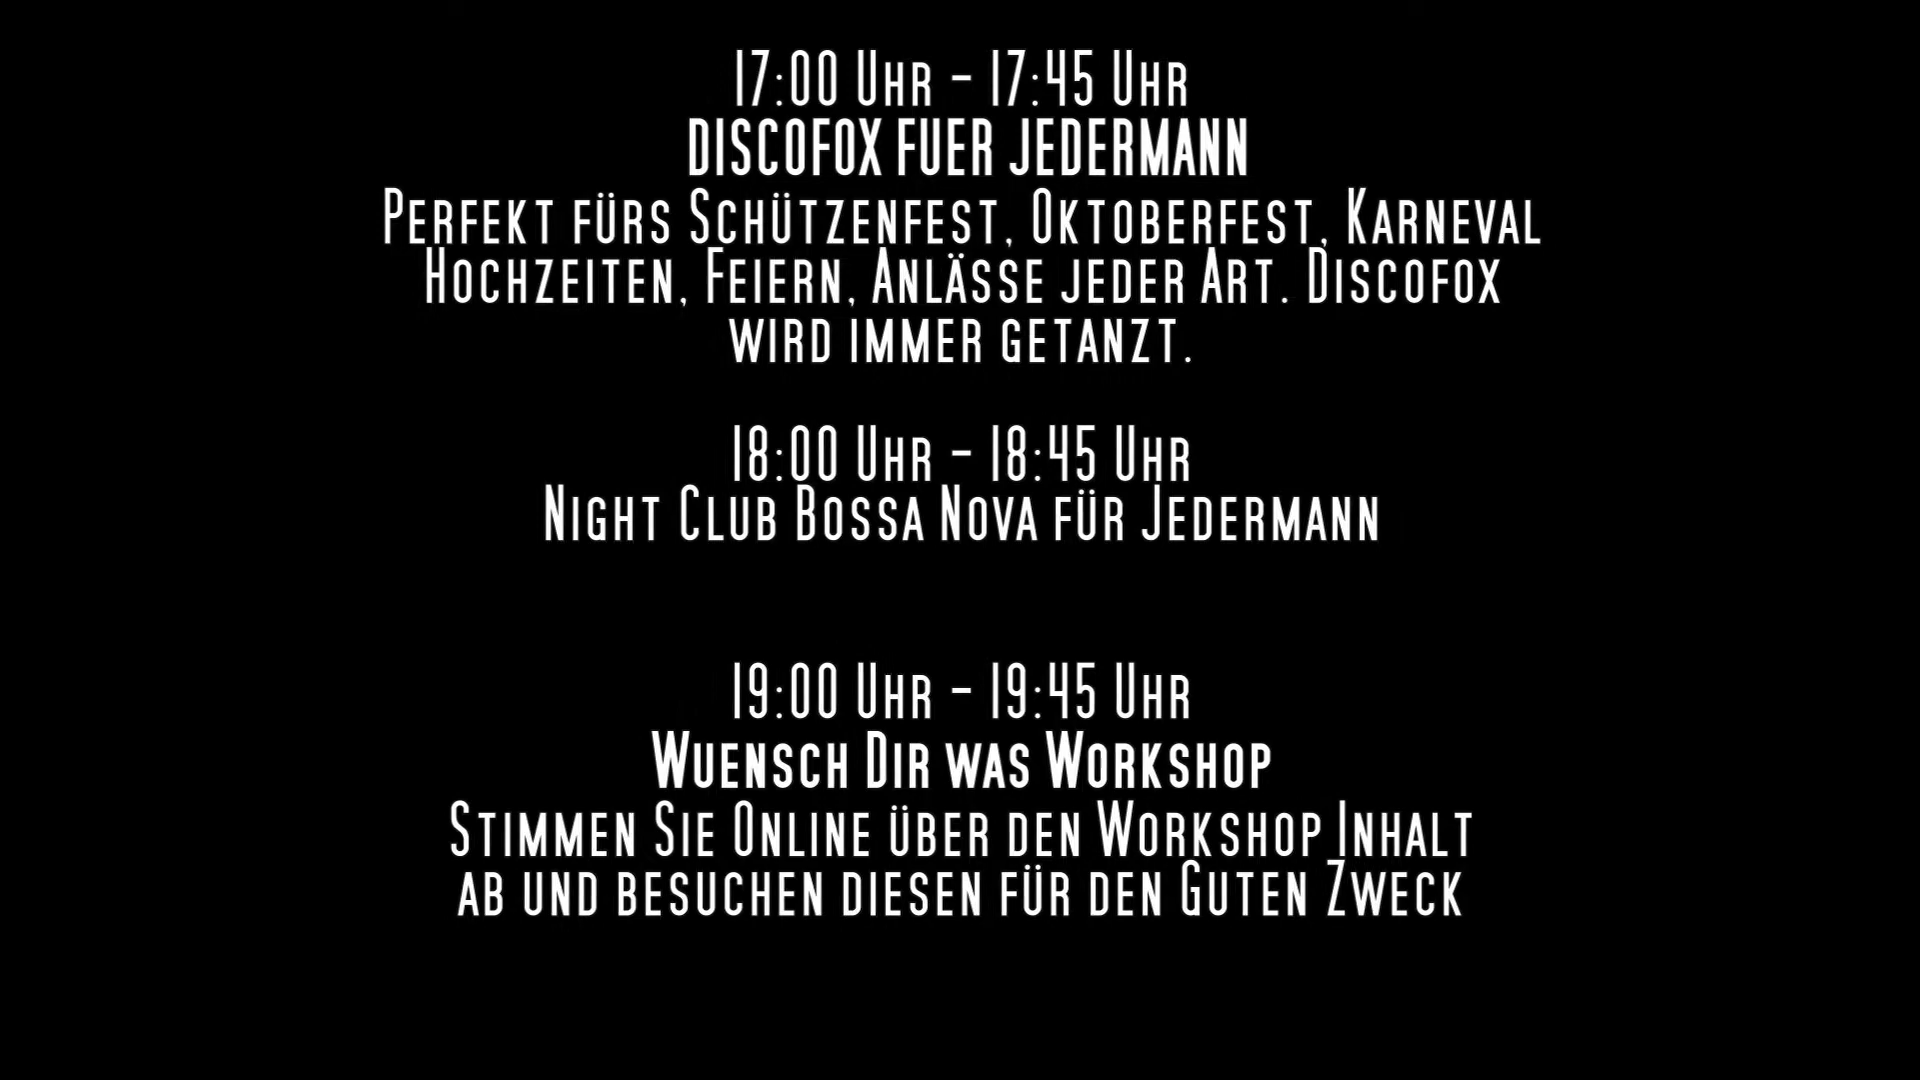 17:00 Uhr - 17:45 Uhr
DISCOFOX FUER JEDERMANN
Perfekt fürs Schützenfest, Oktoberfest, Karneval
Hochzeiten, Feiern, Anlässe jeder Art. Discofox
wird immer getanzt.
18:00 Uhr - 18:45 Uhr
Night Club Bossa Nova für Jedermann
19:00 Uhr - 19:45 Uhr
Wuensch Dir was Workshop
Stimmen Sie Online über den Workshop Inhalt
ab und besuchen diesen für den Guten Zweck